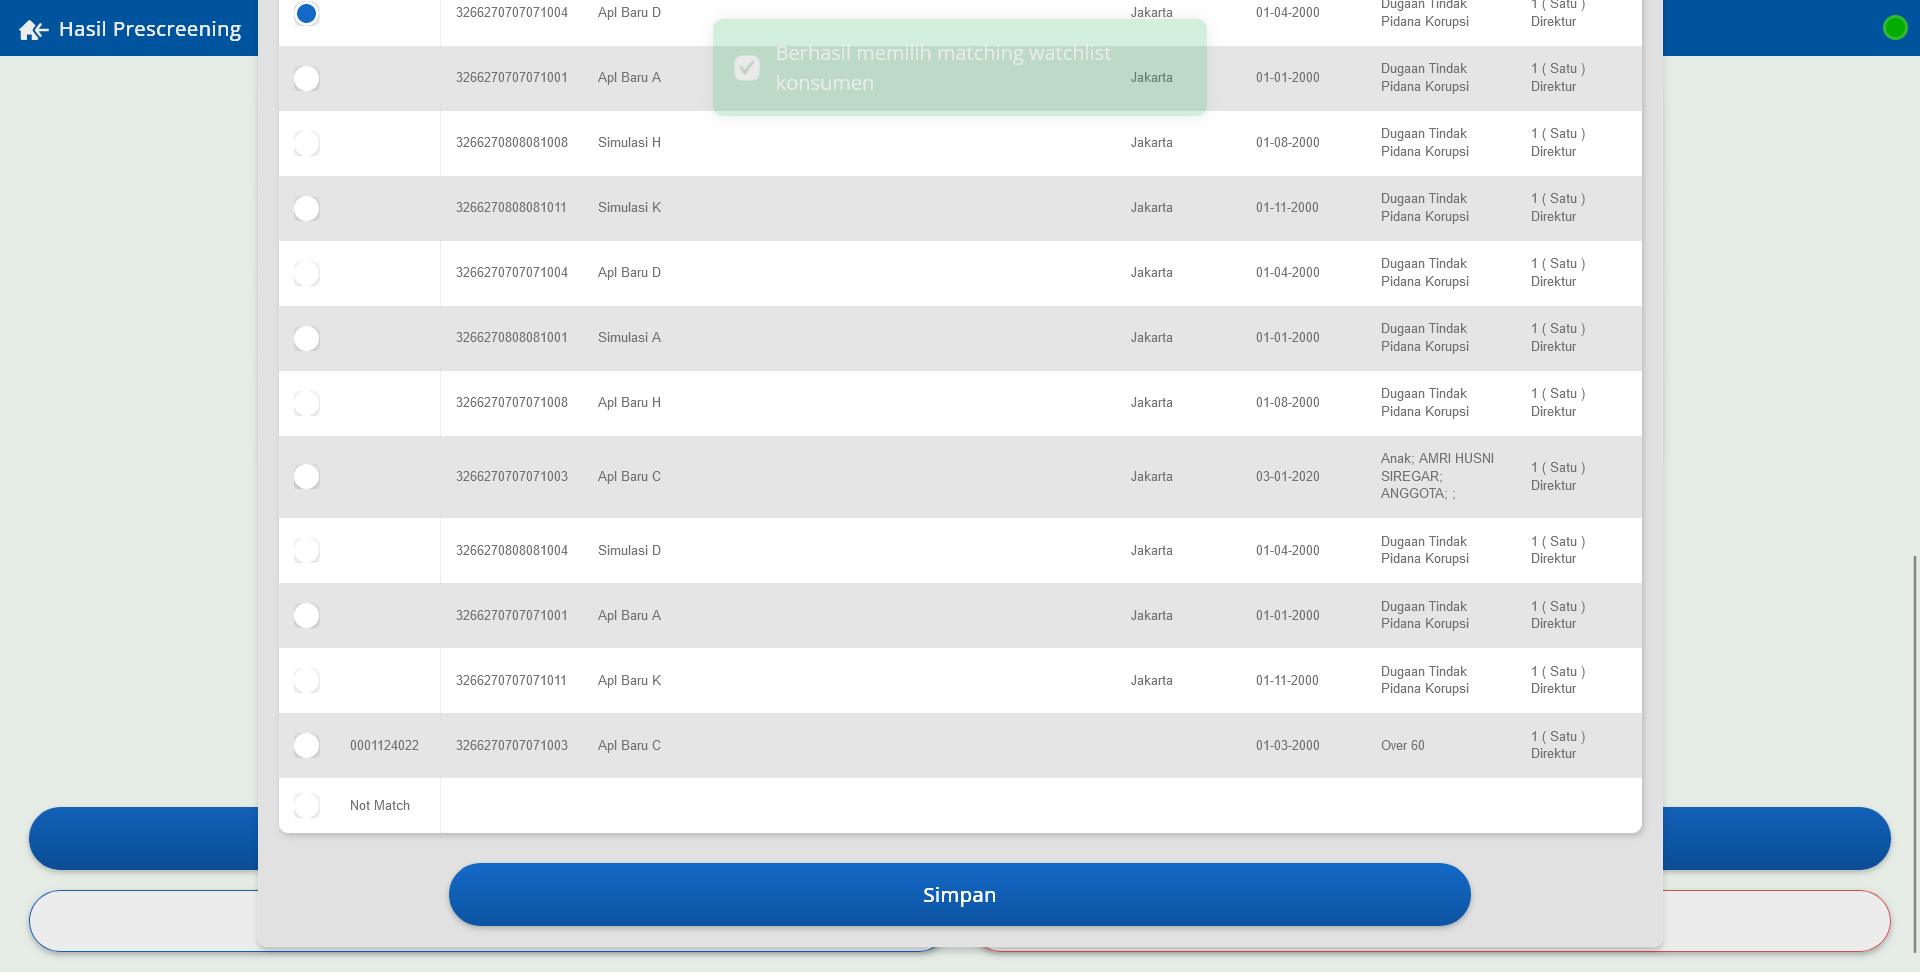 Hasil Prescreening
3266270707071004 Apl Baru D Jakarta 01-04-2000 Dugaan Tindak Pidana Korupsi 1 ( Satu ) Direktur
Berhasil memilih matching watchlist
konsumen
3266270707071001 Apl Baru A Jakarta 01-01-2000 Dugaan Tindak Pidana Korupsi 1 ( Satu ) Direktur
3266270808081008 Simulasi H Jakarta 01-08-2000 Dugaan Tindak Pidana Korupsi 1 ( Satu ) Direktur
3266270808081011 Simulasi K Jakarta 01-11-2000 Dugaan Tindak Pidana Korupsi 1 ( Satu ) Direktur
3266270707071004 Apl Baru D Jakarta 01-04-2000 Dugaan Tindak Pidana Korupsi 1 ( Satu ) Direktur
3266270808081001 Simulasi A Jakarta 01-01-2000 Dugaan Tindak Pidana Korupsi 1 ( Satu ) Direktur
3266270707071008 Apl Baru H Jakarta 01-08-2000 Dugaan Tindak Pidana Korupsi 1 ( Satu ) Direktur
3266270707071003 Apl Baru C Jakarta 03-01-2020 Anak; AMRI HUSNI SIREGAR; ANGGOTA; ; 1 ( Satu ) Direktur
3266270808081004 Simulasi D Jakarta 01-04-2000 Dugaan Tindak Pidana Korupsi 1 ( Satu ) Direktur
3266270707071001 Apl Baru A Jakarta 01-01-2000 Dugaan Tindak Pidana Korupsi 1 ( Satu ) Direktur
3266270707071011 Apl Baru K Jakarta 01-11-2000 Dugaan Tindak Pidana Korupsi 1 ( Satu ) Direktur
0001124022 3266270707071003 Apl Baru C 01-03-2000 Over 60 1 ( Satu ) Direktur
Not Match
Simpan